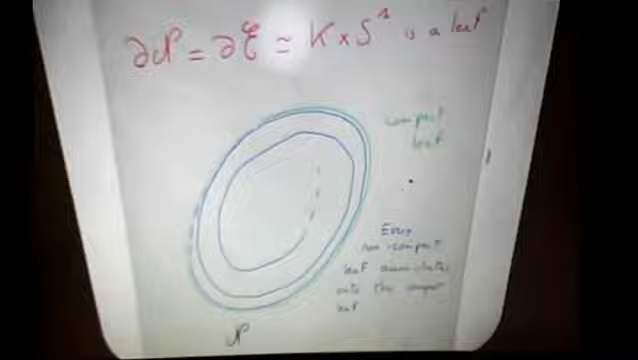 ∂𝒩 = ∂𝒞 ≃ K × S¹ is a leaf
compact
leaf
Every
non compact
leaf accumulates
onto the compact
leaf
𝒩